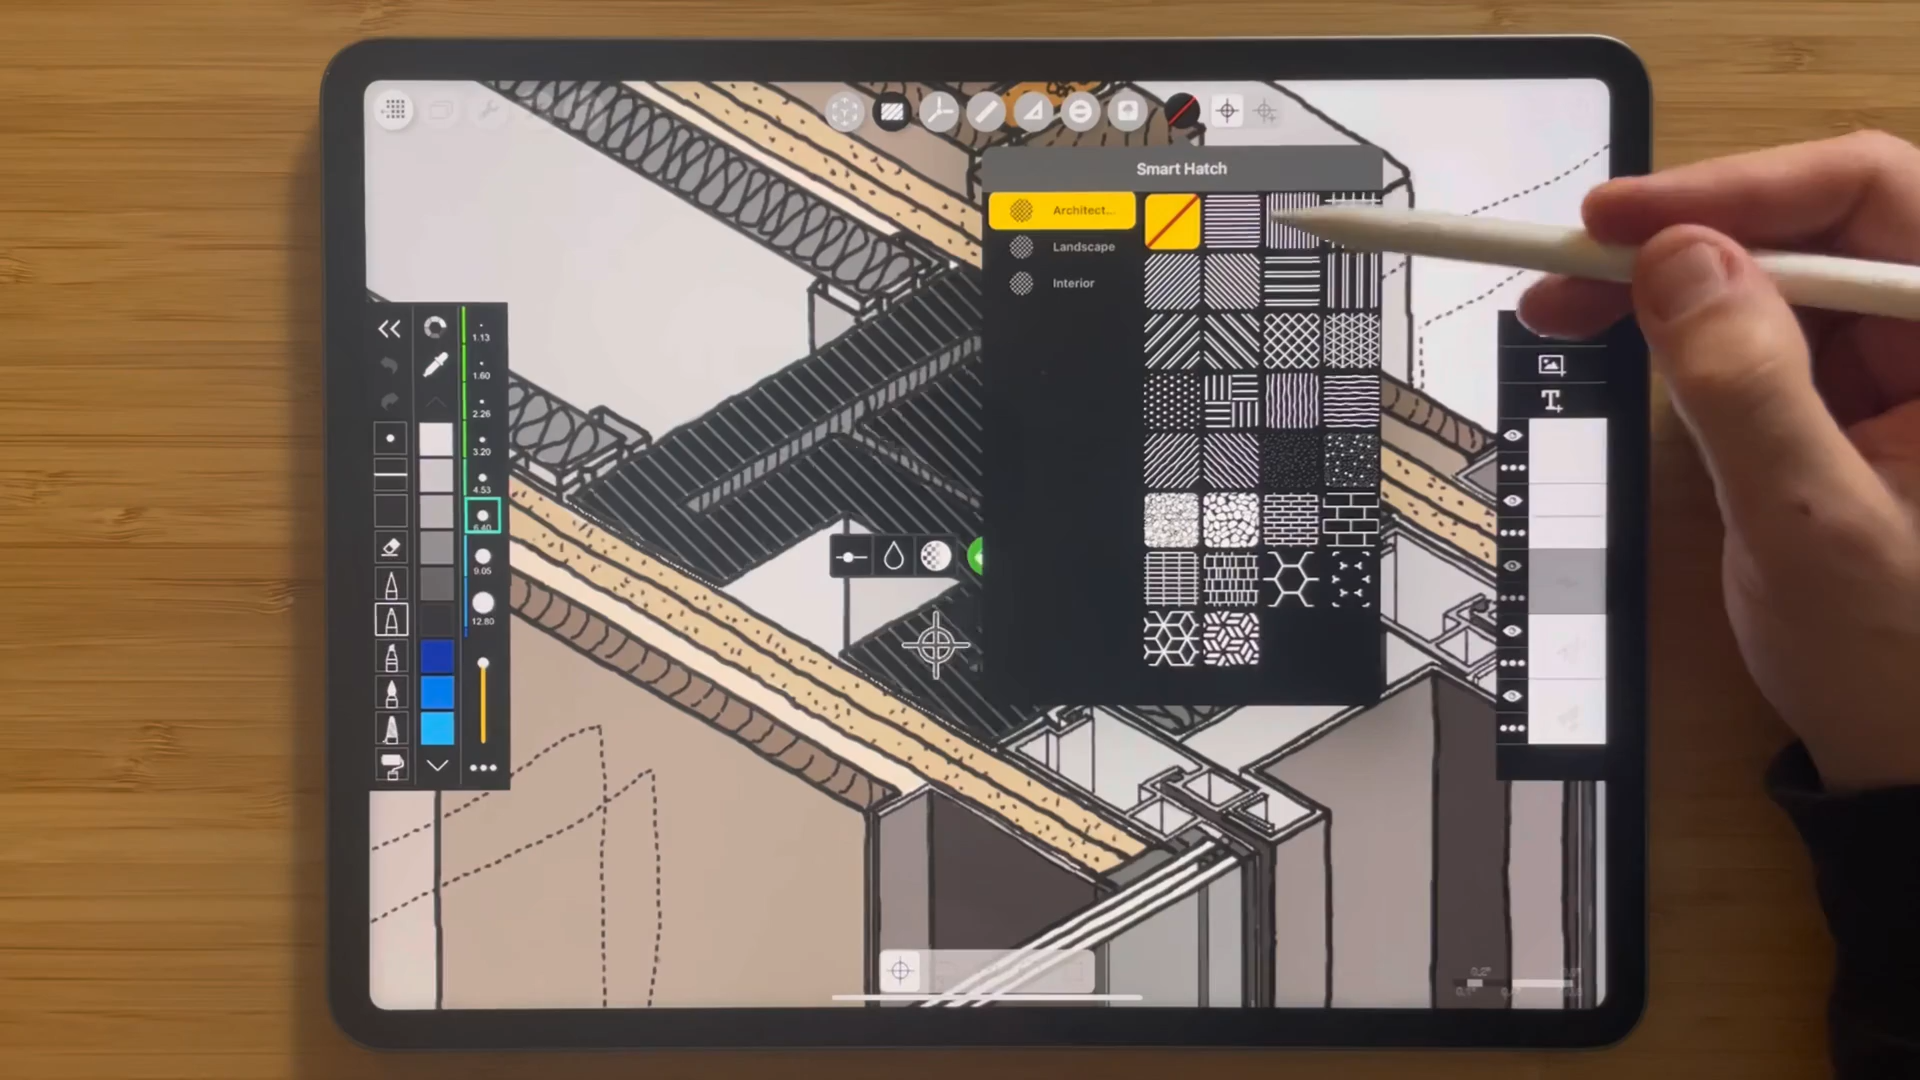 Smart Hatch
Architect...
Landscape
Interior
1.13
1.60
2.26
3.20
4.53
6.40
9.05
12.80
T+